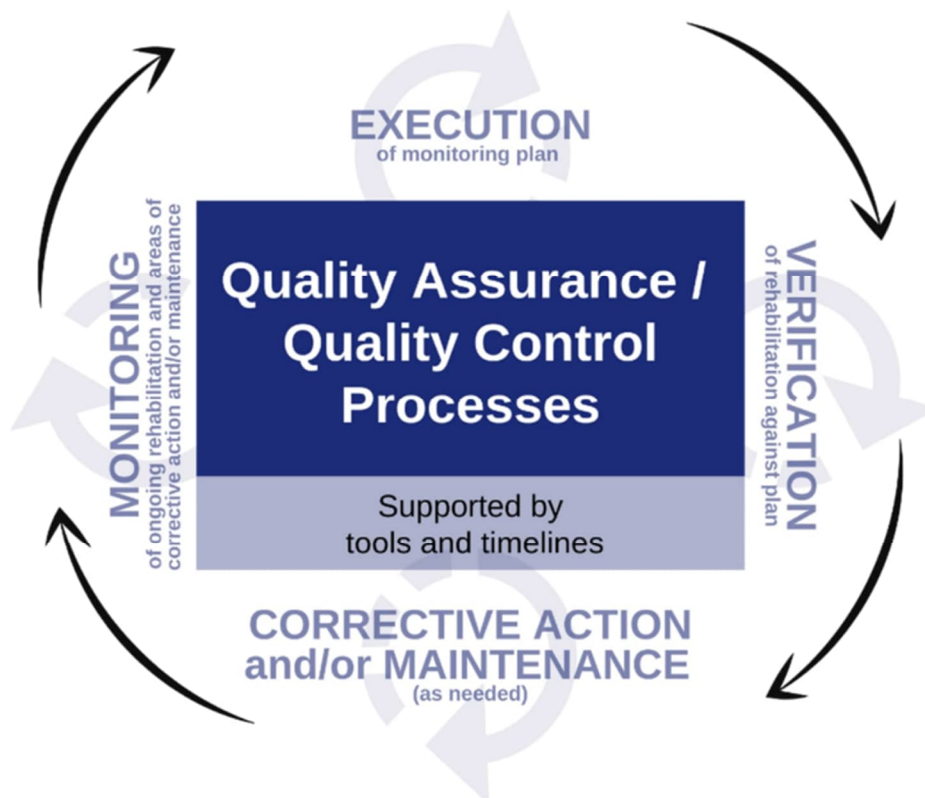 EXECUTION
of monitoring plan
Quality Assurance /
Quality Control
Processes
Supported by
tools and timelines
VERIFICATION
of rehabilitation against plan
CORRECTIVE ACTION
and/or MAINTENANCE
(as needed)
MONITORING
of ongoing rehabilitation and areas of
corrective action and/or maintenance